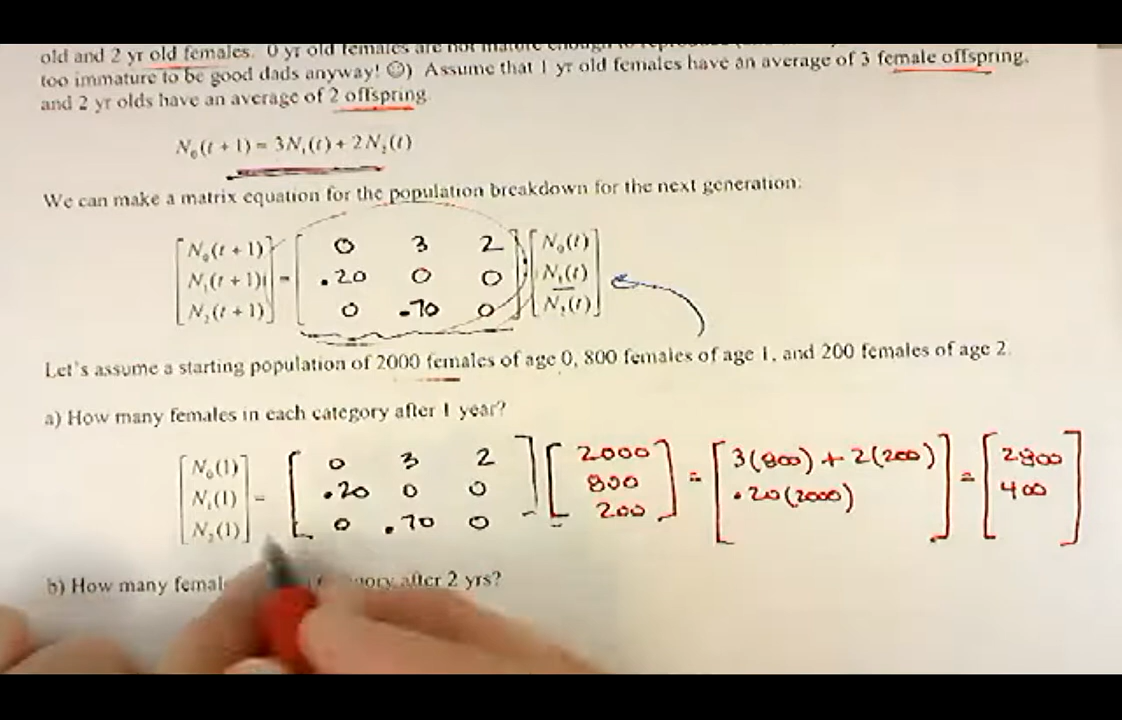 old and 2 yr old females. 0 yr old females are not mature enough to
too immature to be good dads anyway! ☺) Assume that 1 yr old females have an average of 3 female offspring,
and 2 yr olds have an average of 2 offspring.
N₀(t + 1) = 3N₁(t) + 2N₂(t)
We can make a matrix equation for the population breakdown for the next generation:
[N₀(t + 1)] [0 3 2] [N₀(t)]
[N₁(t + 1)] = [.20 0 0] [N₁(t)]
[N₂(t + 1)] [0 .70 0] [N₂(t)]
Let's assume a starting population of 2000 females of age 0, 800 females of age 1, and 200 females of age 2.
a) How many females in each category after 1 year?
[N₀(1)] [0 3 2] [2000] [3(800) + 2(200)] [2800]
[N₁(1)] = [.20 0 0] [800] = [.20(2000)] = [400]
[N₂(1)] [0 .70 0] [200]
b) How many after 2 yrs?